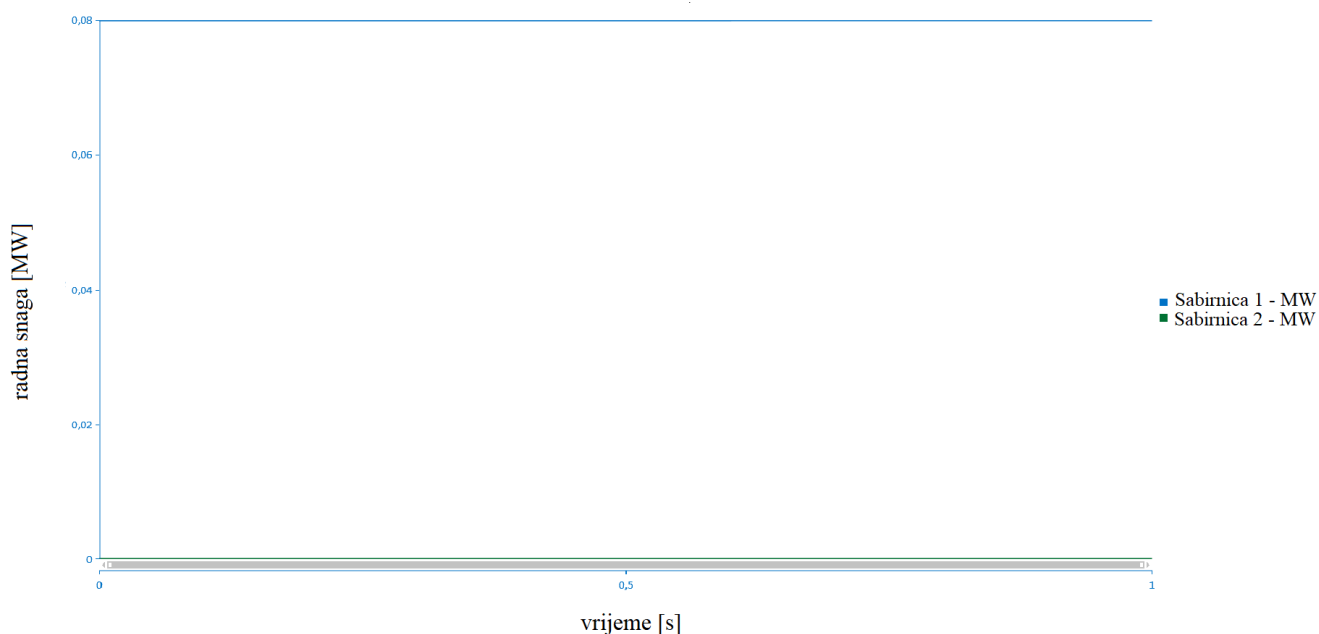 0,08
0,06
radna snaga [MW]
0,04
Sabirnica 1 - MW
Sabirnica 2 - MW
0,02
0
0
0,5
1
vrijeme [s]